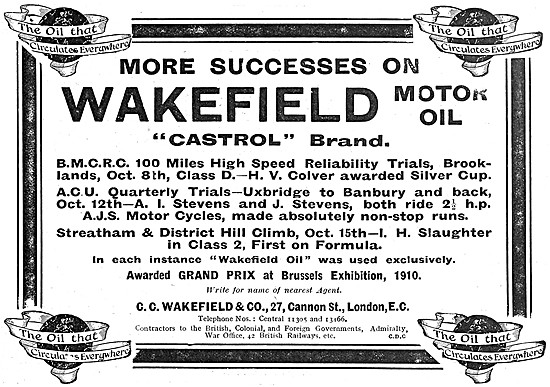 The Oil that
Circulates Everywhere
The Oil that
Circulates Everywhere
MORE SUCCESSES ON
WAKEFIELD MOTOR
OIL
"CASTROL" Brand.
B.M.C.R.C. 100 Miles High Speed Reliability Trials, Brook-
lands, Oct. 8th, Class D.—H. V. Colver awarded Silver Cup.
A.C.U. Quarterly Trials—Uxbridge to Banbury and back,
Oct. 12th—A. I. Stevens and J. Stevens, both ride 2½ h.p.
A.J.S. Motor Cycles, made absolutely non-stop runs.
Streatham & District Hill Climb, Oct. 15th—I. H. Slaughter
in Class 2, First on Formula.
In each instance "Wakefield Oil" was used exclusively.
Awarded GRAND PRIX at Brussels Exhibition, 1910.
Write for name of nearest Agent.
C. C. WAKEFIELD & CO., 27, Cannon St., London, E.C.
Telephone Nos.: Central 11305 and 13466.
Contractors to the British, Colonial, and Foreign Governments, Admiralty,
War Office, 42 British Railways, etc.
C.D.C
The Oil that
Circulates Everywhere
The Oil that
Circulates Everywhere